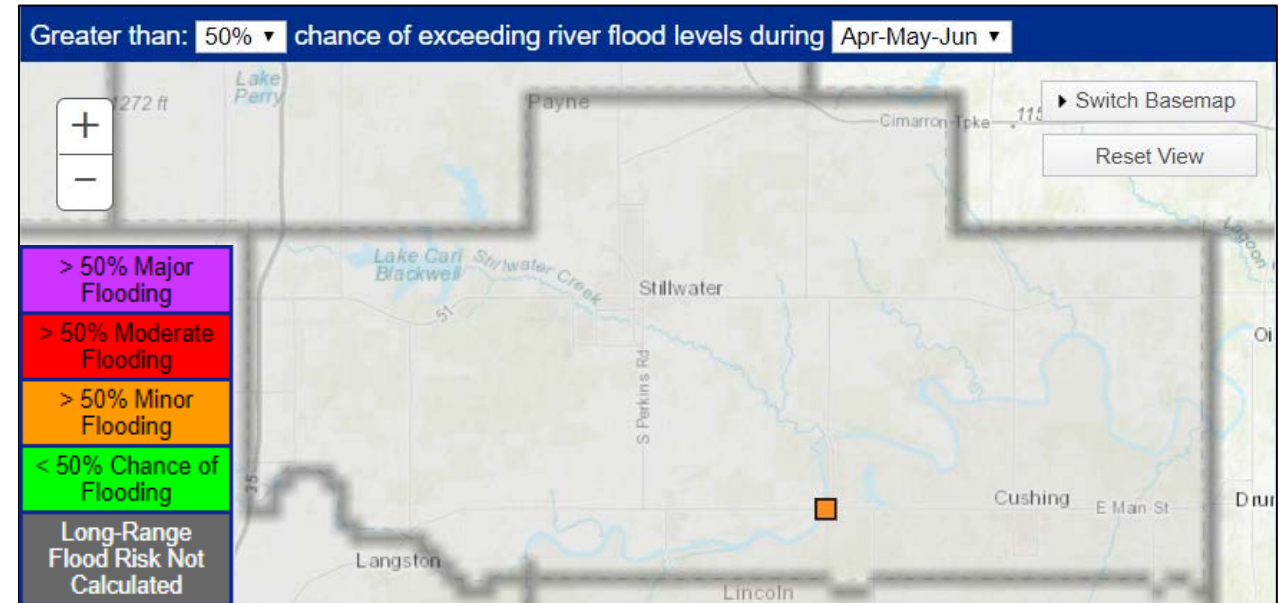 Greater than: 50% ▾ chance of exceeding river flood levels during Apr-May-Jun ▾
Lake
Perry
1272 ft
Payne
Cimarron Tpke
115
▸ Switch Basemap
Reset View
+
−
> 50% Major
Flooding
> 50% Moderate
Flooding
> 50% Minor
Flooding
< 50% Chance of
Flooding
Long-Range
Flood Risk Not
Calculated
Lake Carl
Blackwell
Stillwater Creek
51
Stillwater
S Perkins Rd
Lagoon
Oi
35
Langston
Cushing
E Main St
Drur
Lincoln